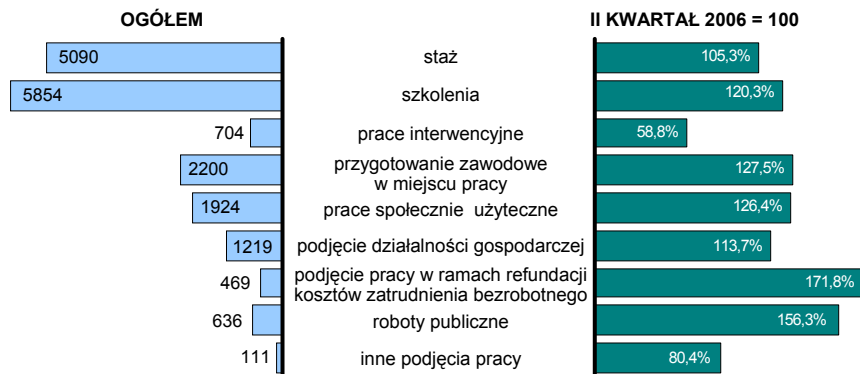 OGÓŁEM II KWARTAŁ 2006 = 100
5090 staż 105,3%
5854 szkolenia 120,3%
704 prace interwencyjne 58,8%
2200 przygotowanie zawodowe 127,5%
w miejscu pracy
1924 prace społecznie użyteczne 126,4%
1219 podjęcie działalności gospodarczej 113,7%
469 podjęcie pracy w ramach refundacji 171,8%
kosztów zatrudnienia bezrobotnego
636 roboty publiczne 156,3%
111 inne podjęcia pracy 80,4%